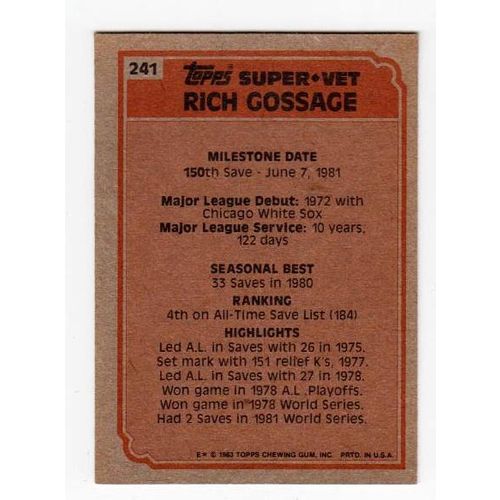 241
Topps SUPER•VET
RICH GOSSAGE
MILESTONE DATE
150th Save - June 7, 1981
Major League Debut: 1972 with
Chicago White Sox
Major League Service: 10 years,
122 days
SEASONAL BEST
33 Saves in 1980
RANKING
4th on All-Time Save List (184)
HIGHLIGHTS
Led A.L. in Saves with 26 in 1975.
Set mark with 151 relief K's, 1977.
Led A.L. in Saves with 27 in 1978.
Won game in 1978 A.L. Playoffs.
Won game in 1978 World Series.
Had 2 Saves in 1981 World Series.
E* © 1983 TOPPS CHEWING GUM, INC. PRTD. IN U.S.A.